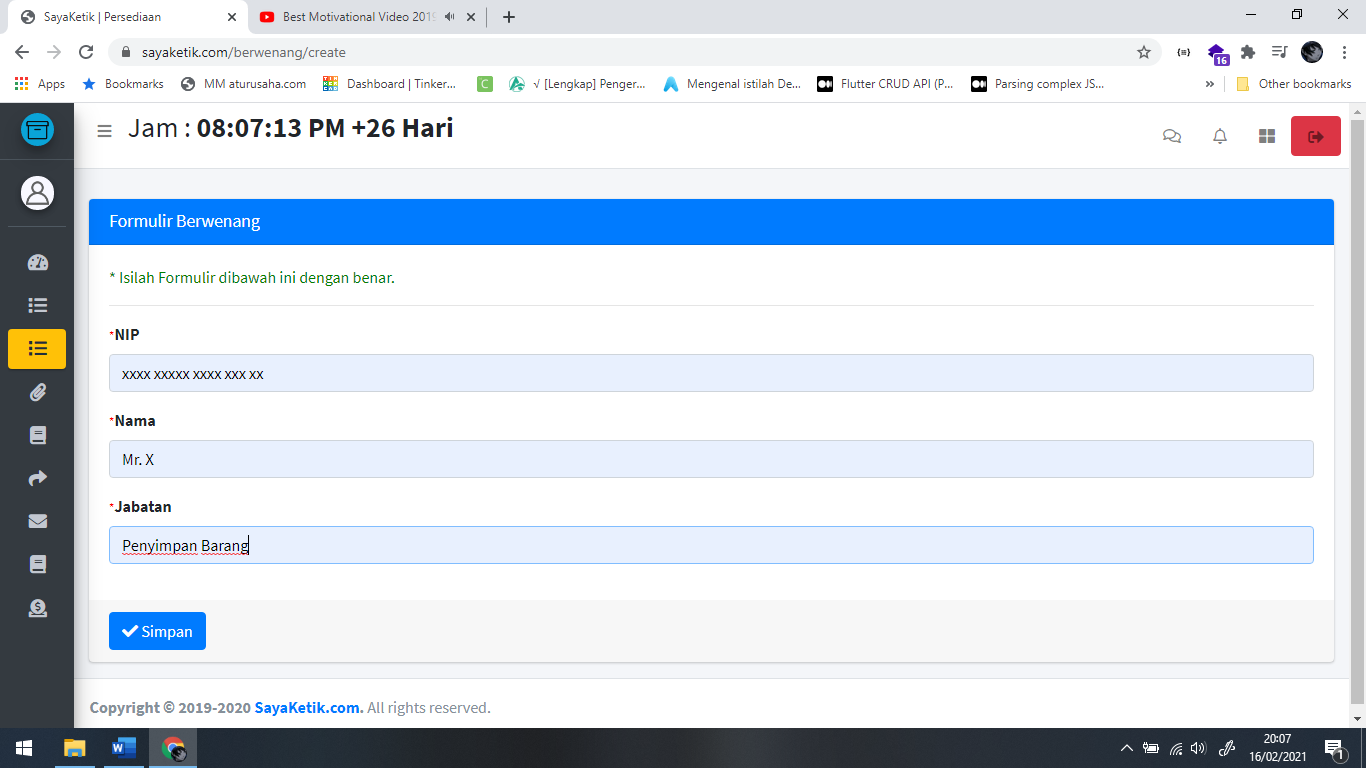 SayaKetik | Persediaan
Best Motivational Video 2019
sayaketik.com/berwenang/create
16
Apps
Bookmarks
MM aturusaha.com
Dashboard | Tinker...
C
√ [Lengkap] Penger...
Mengenal istilah De...
Flutter CRUD API (P...
Parsing complex JS...
»
Other bookmarks
Jam : 08:07:13 PM +26 Hari
Formulir Berwenang
* Isilah Formulir dibawah ini dengan benar.
*NIP
xxxx xxxxx xxxx xxx xx
*Nama
Mr. X
*Jabatan
Penyimpan Barang
Simpan
Copyright © 2019-2020 SayaKetik.com. All rights reserved.
20:07
16/02/2021
1